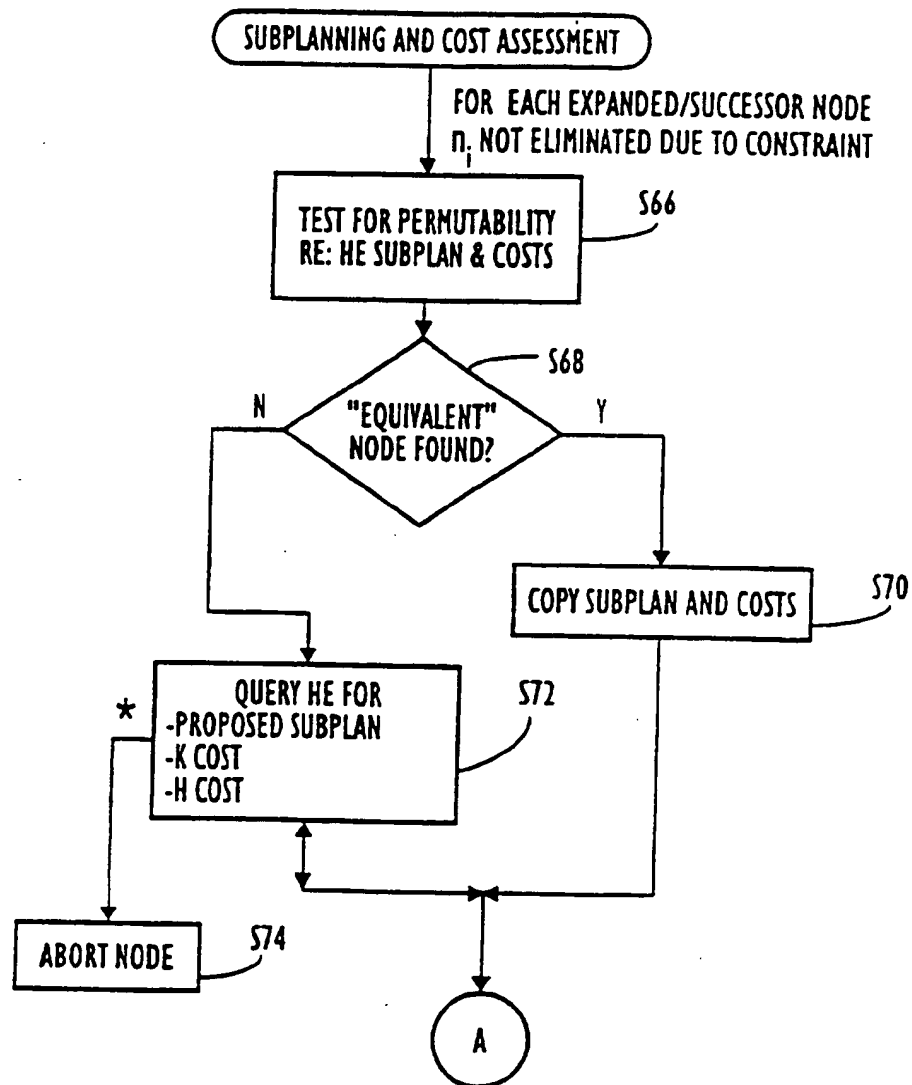 SUBPLANNING AND COST ASSESSMENT
FOR EACH EXPANDED/SUCCESSOR NODE
nj NOT ELIMINATED DUE TO CONSTRAINT
S66
TEST FOR PERMUTABILITY
RE: HE SUBPLAN & COSTS
S68
N
"EQUIVALENT"
NODE FOUND?
Y
S70
COPY SUBPLAN AND COSTS
S72
*
QUERY HE FOR
-PROPOSED SUBPLAN
-K COST
-H COST
S74
ABORT NODE
A